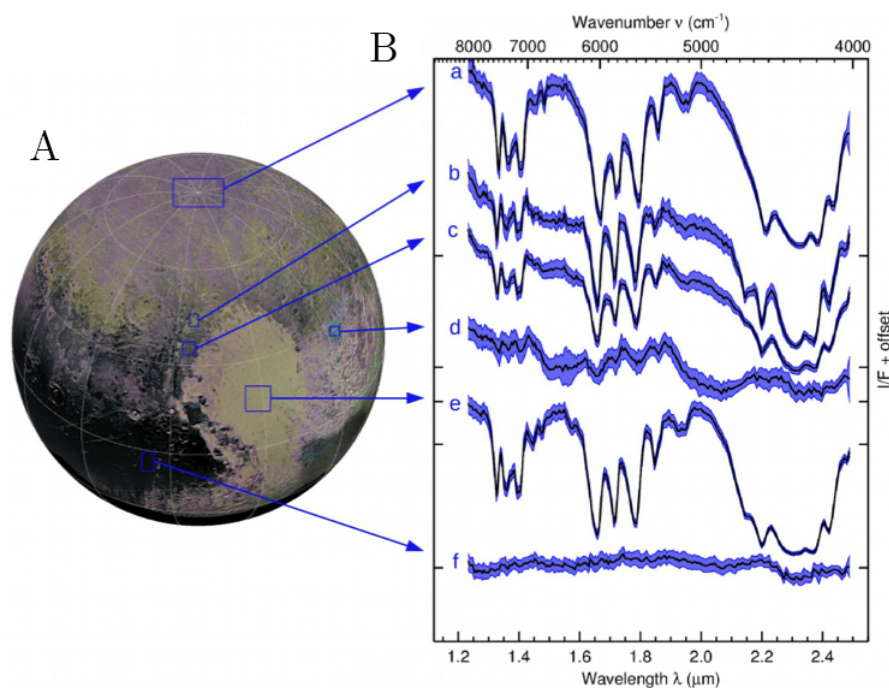 A
B
Wavenumber ν (cm⁻¹)
8000 7000 6000 5000 4000
a
b
c
d
e
f
I/F + offset
1.2 1.4 1.6 1.8 2.0 2.2 2.4
Wavelength λ (μm)